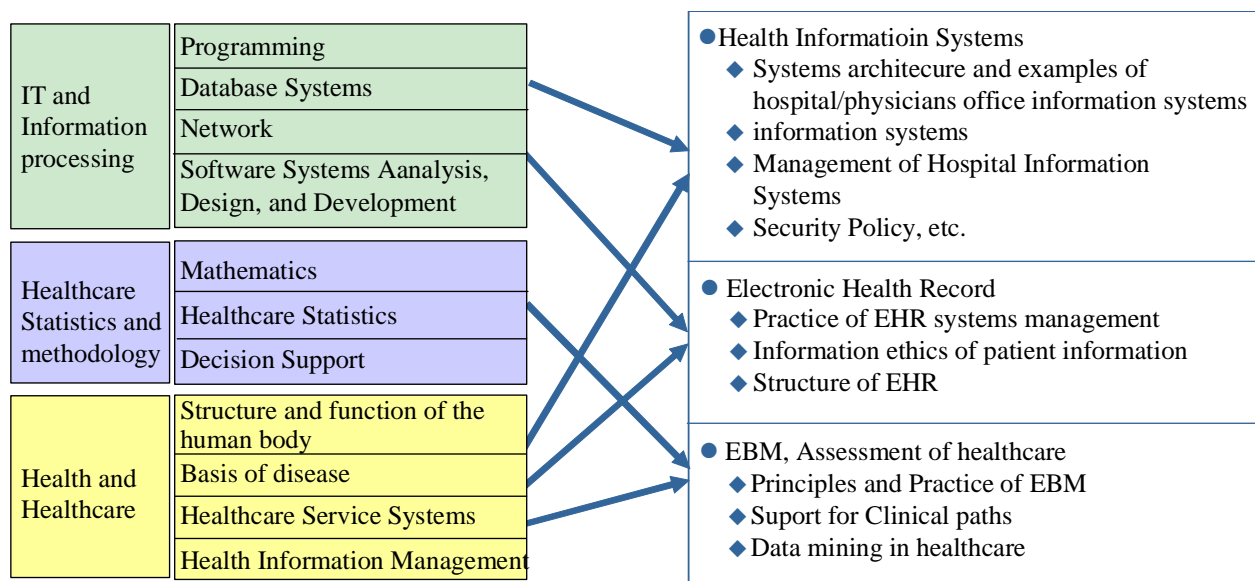 IT and
Information
processing
Programming
Database Systems
Network
Software Systems Aanalysis,
Design, and Development
Healthcare
Statistics and
methodology
Mathematics
Healthcare Statistics
Decision Support
Health and
Healthcare
Structure and function of the
human body
Basis of disease
Healthcare Service Systems
Health Information Management
Health Informatioin Systems
Systems architecure and examples of
hospital/physicians office information systems
information systems
Management of Hospital Information
Systems
Security Policy, etc.
Electronic Health Record
Practice of EHR systems management
Information ethics of patient information
Structure of EHR
EBM, Assessment of healthcare
Principles and Practice of EBM
Suport for Clinical paths
Data mining in healthcare